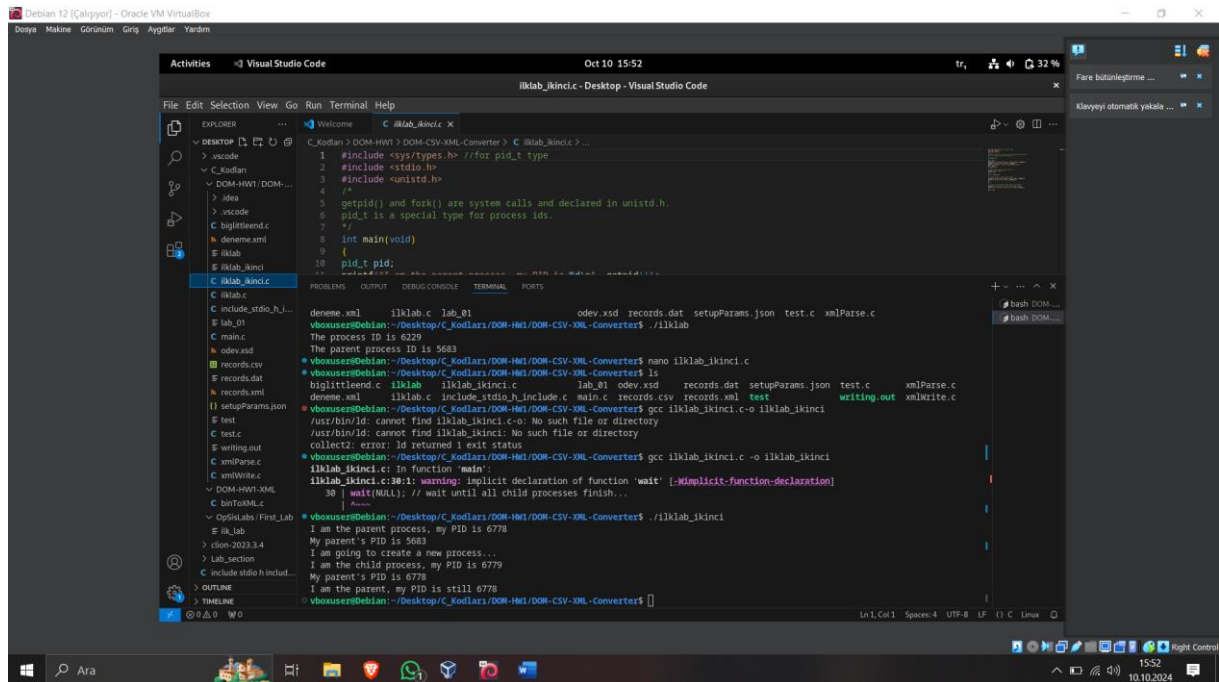 Debian 12 [Çalışıyor] - Oracle VM VirtualBox
Dosya Makine Görünüm Giriş Aygıtlar Yardım
Activities Visual Studio Code Oct 10 15:52 tr, 32 %
ilklab_ikinci.c - Desktop - Visual Studio Code
Fare bütünleştirme ...
Klavyeyi otomatik yakala ...
File Edit Selection View Go Run Terminal Help
EXPLORER
DESKTOP
> .vscode
C_Kodları
DOM-HW1/DOM-...
> .idea
> .vscode
C biglittleend.c
deneme.xml
ilklab
ilklab_ikinci
C ilklab_ikinci.c
C ilklab.c
C include_stdio_h_i...
lab_01
C main.c
odev.xsd
records.csv
records.dat
records.xml
{} setupParams.json
test
C test.c
writing.out
C xmlParse.c
C xmlWrite.c
DOM-HW1-XML
C binToXML.c
OpSisLabs/First_Lab
ilk_lab
> clion-2023.3.4
> Lab_section
C include stdio h includ...
> OUTLINE
> TIMELINE
Welcome C ilklab_ikinci.c
C_Kodları > DOM-HW1 > DOM-CSV-XML-Converter > C ilklab_ikinci.c > ...
1 #include <sys/types.h> //for pid_t type
2 #include <stdio.h>
3 #include <unistd.h>
4 /*
5 getpid() and fork() are system calls and declared in unistd.h.
6 pid_t is a special type for process ids.
7 */
8 int main(void)
9 {
10 pid_t pid;
PROBLEMS OUTPUT DEBUG CONSOLE TERMINAL PORTS
bash DOM-...
bash DOM-...
deneme.xml ilklab.c lab_01 odev.xsd records.dat setupParams.json test.c xmlParse.c
vboxuser@Debian:~/Desktop/C_Kodları/DOM-HW1/DOM-CSV-XML-Converter$ ./ilklab
The process ID is 6229
The parent process ID is 5683
vboxuser@Debian:~/Desktop/C_Kodları/DOM-HW1/DOM-CSV-XML-Converter$ nano ilklab_ikinci.c
vboxuser@Debian:~/Desktop/C_Kodları/DOM-HW1/DOM-CSV-XML-Converter$ ls
biglittleend.c ilklab ilklab_ikinci.c lab_01 odev.xsd records.dat setupParams.json test.c xmlParse.c
deneme.xml ilklab.c include_stdio_h_include.c main.c records.csv records.xml test writing.out xmlWrite.c
vboxuser@Debian:~/Desktop/C_Kodları/DOM-HW1/DOM-CSV-XML-Converter$ gcc ilklab_ikinci.c-o ilklab_ikinci
/usr/bin/ld: cannot find ilklab_ikinci.c-o: No such file or directory
/usr/bin/ld: cannot find ilklab_ikinci: No such file or directory
collect2: error: ld returned 1 exit status
vboxuser@Debian:~/Desktop/C_Kodları/DOM-HW1/DOM-CSV-XML-Converter$ gcc ilklab_ikinci.c -o ilklab_ikinci
ilklab_ikinci.c: In function 'main':
ilklab_ikinci.c:30:1: warning: implicit declaration of function 'wait' [-Wimplicit-function-declaration]
30 | wait(NULL); // wait until all child processes finish...
| ^~~~
vboxuser@Debian:~/Desktop/C_Kodları/DOM-HW1/DOM-CSV-XML-Converter$ ./ilklab_ikinci
I am the parent process, my PID is 6778
My parent's PID is 5683
I am going to create a new process...
I am the child process, my PID is 6779
My parent's PID is 6778
I am the parent, my PID is still 6778
vboxuser@Debian:~/Desktop/C_Kodları/DOM-HW1/DOM-CSV-XML-Converter$
0 0 0 Ln 1, Col 1 Spaces: 4 UTF-8 LF {} C Linux
Right Control
Ara
15:52
10.10.2024